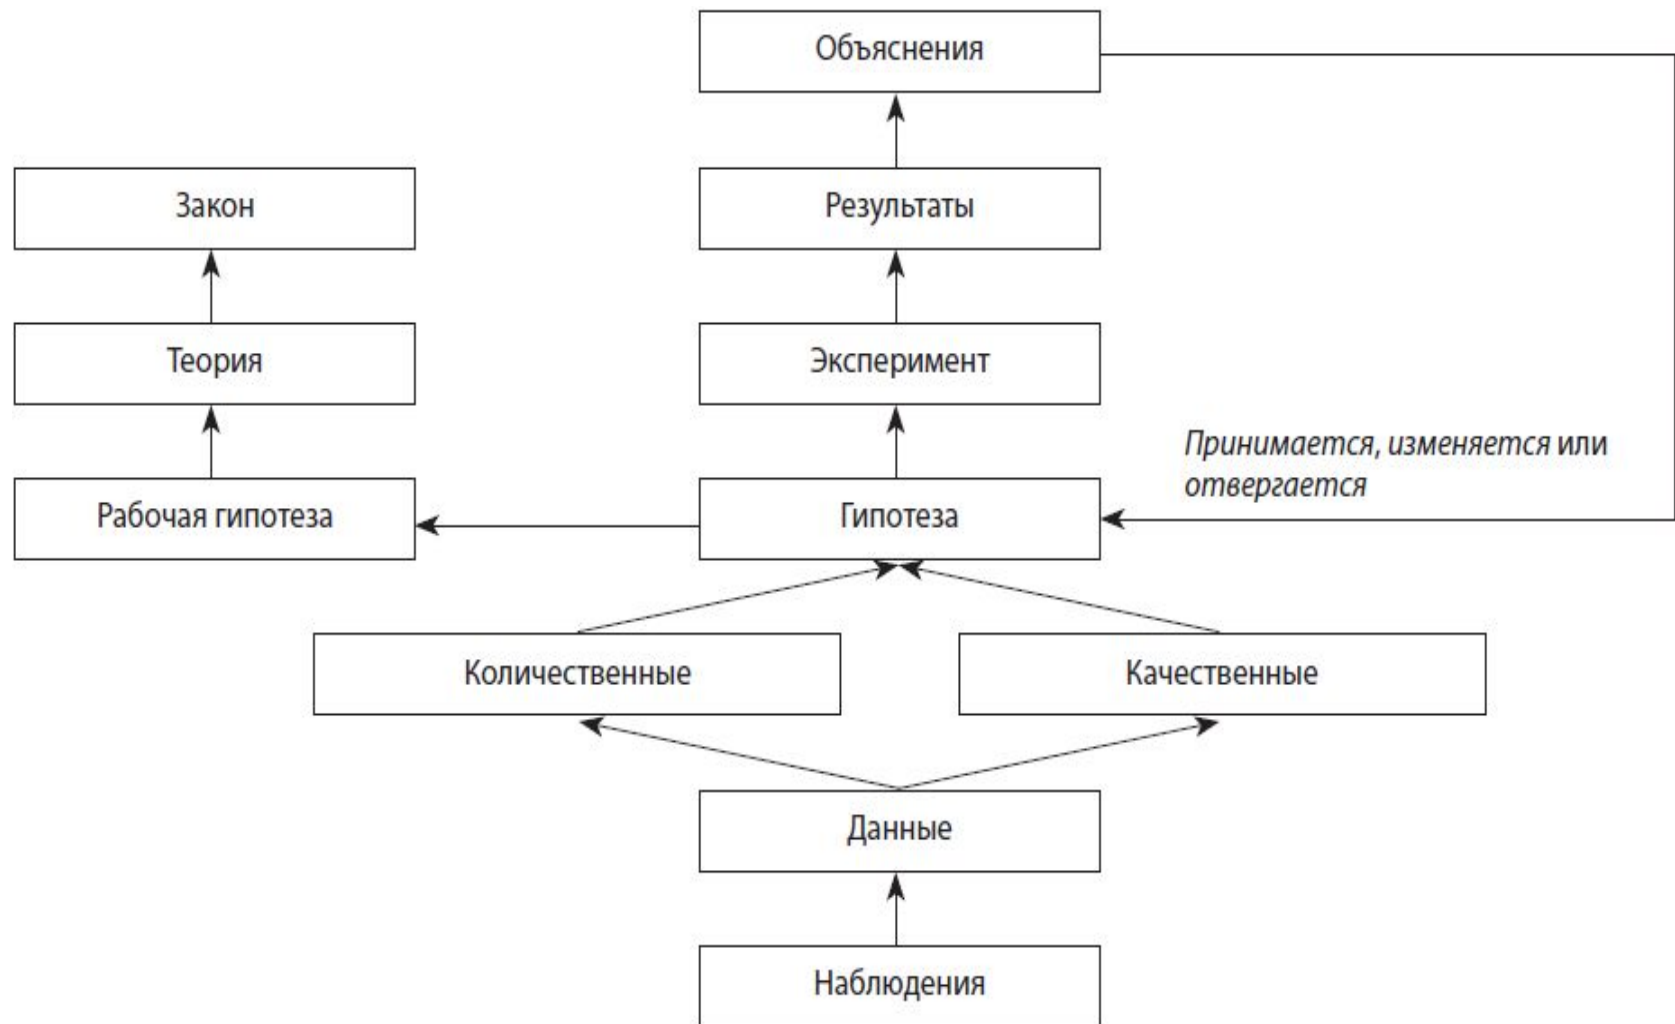 Объяснения
Закон
Результаты
Теория
Эксперимент
Принимается, изменяется или
отвергается
Рабочая гипотеза
Гипотеза
Количественные
Качественные
Данные
Наблюдения